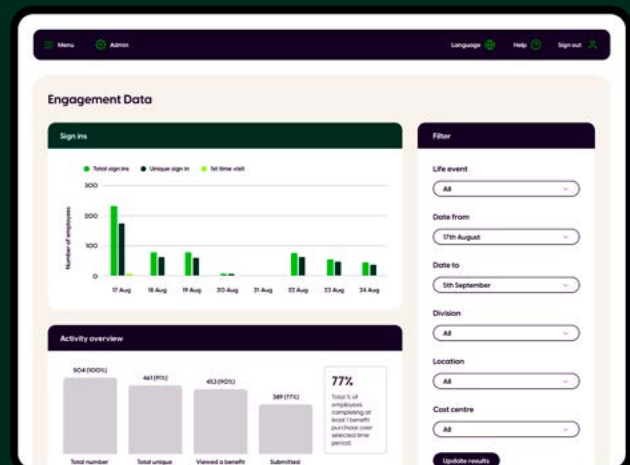 Menu
Admin
Language
Help
Sign out
Engagement Data
Sign ins
Total sign ins
Unique sign in
1st time visit
Number of employees
300
200
100
0
17 Aug
18 Aug
19 Aug
20 Aug
21 Aug
22 Aug
23 Aug
24 Aug
Activity overview
504 (100%)
461 (91%)
453 (90%)
389 (77%)
Total number
Total unique
Viewed a benefit
Submitted
77%
Total % of
employees
completing at
least 1 benefit
purchase over
selected time
period.
Filter
Life event
All
Date from
17th August
Date to
5th September
Division
All
Location
All
Cost centre
All
Update results